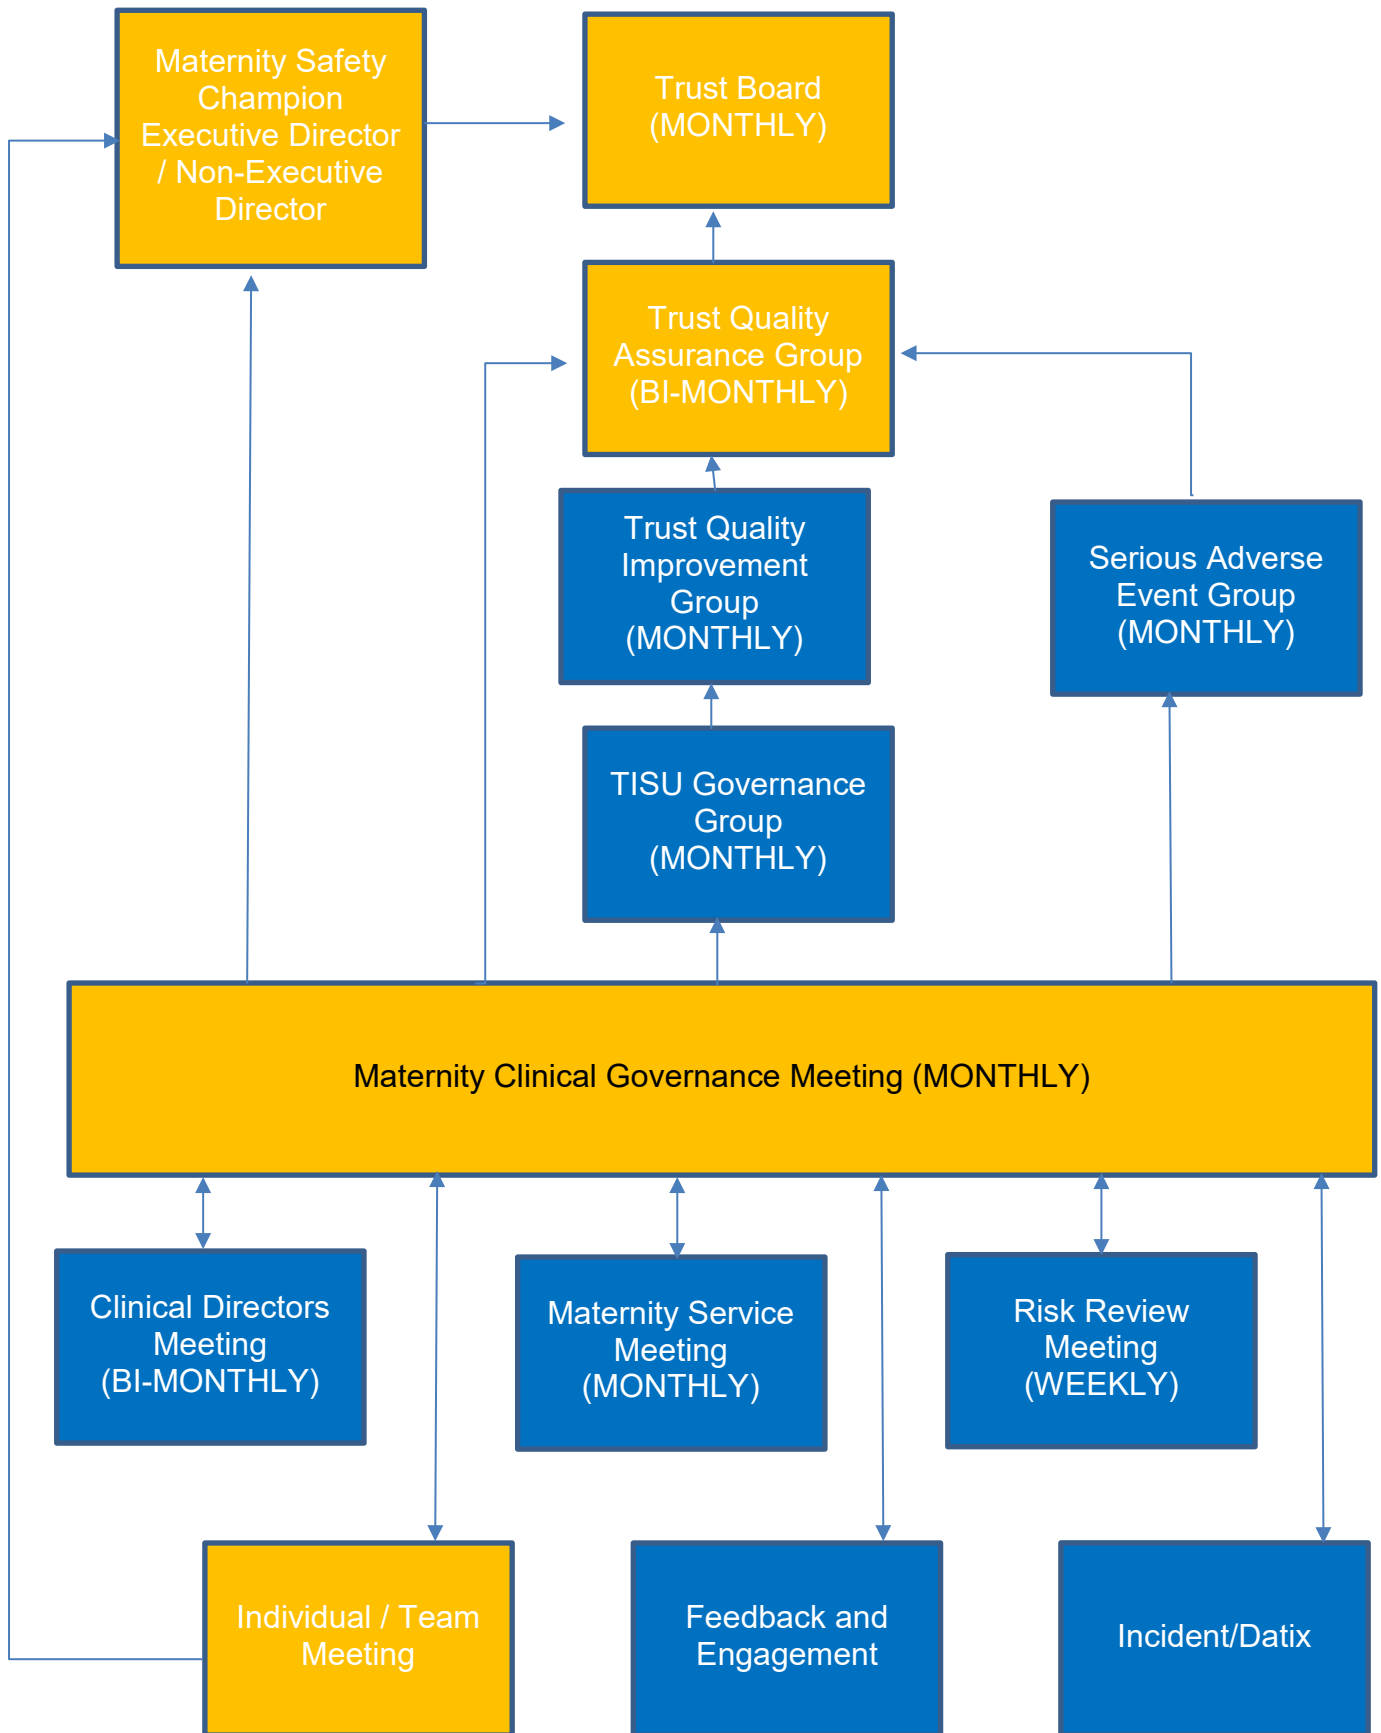 Maternity Safety
Champion
Executive Director
/ Non-Executive
Director
Trust Board
(MONTHLY)
Trust Quality
Assurance Group
(BI-MONTHLY)
Trust Quality
Improvement
Group
(MONTHLY)
Serious Adverse
Event Group
(MONTHLY)
TISU Governance
Group
(MONTHLY)
Maternity Clinical Governance Meeting (MONTHLY)
Clinical Directors
Meeting
(BI-MONTHLY)
Maternity Service
Meeting
(MONTHLY)
Risk Review
Meeting
(WEEKLY)
Individual / Team
Meeting
Feedback and
Engagement
Incident/Datix